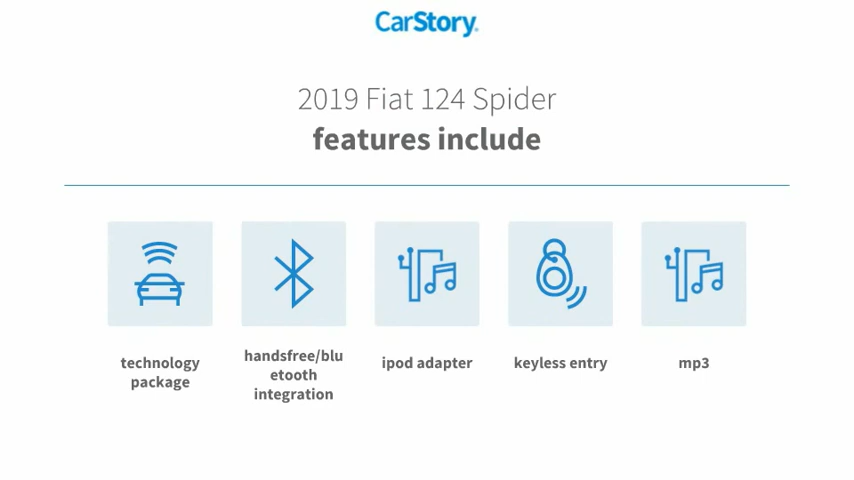 CarStory.
2019 Fiat 124 Spider
features include
technology
package
handsfree/blu
etooth
integration
ipod adapter
keyless entry
mp3